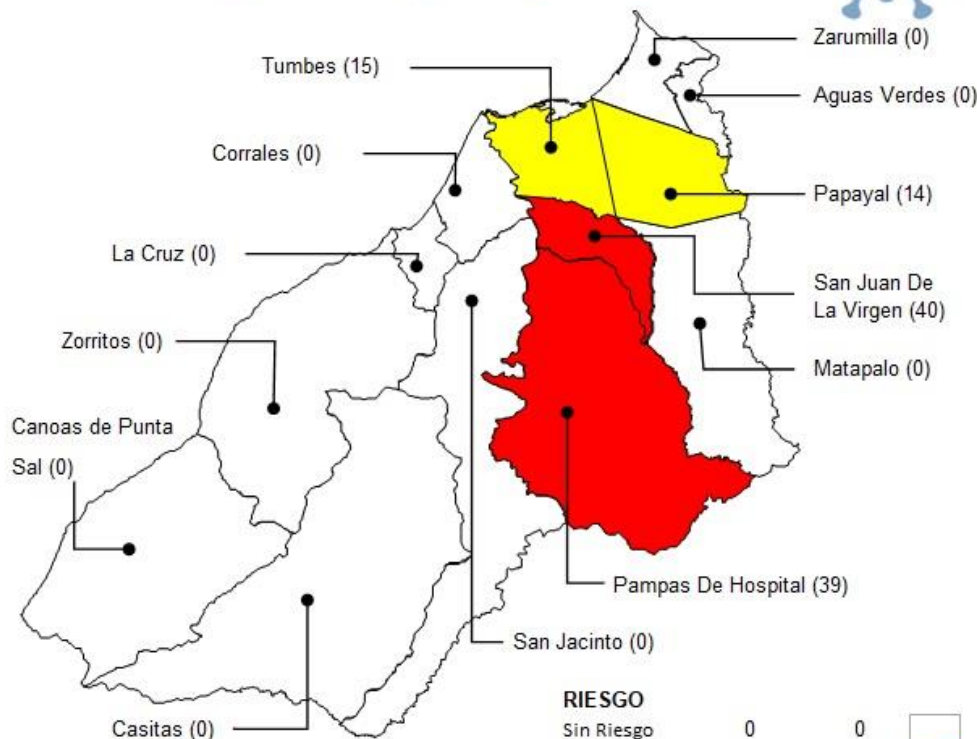 Zarumilla (0)
Tumbes (15)
Aguas Verdes (0)
Corrales (0)
Papayal (14)
La Cruz (0)
San Juan De
La Virgen (40)
Zorritos (0)
Matapalo (0)
Canoas de Punta
Sal (0)
Pampas De Hospital (39)
San Jacinto (0)
Casitas (0)
RIESGO
Sin Riesgo 0 0